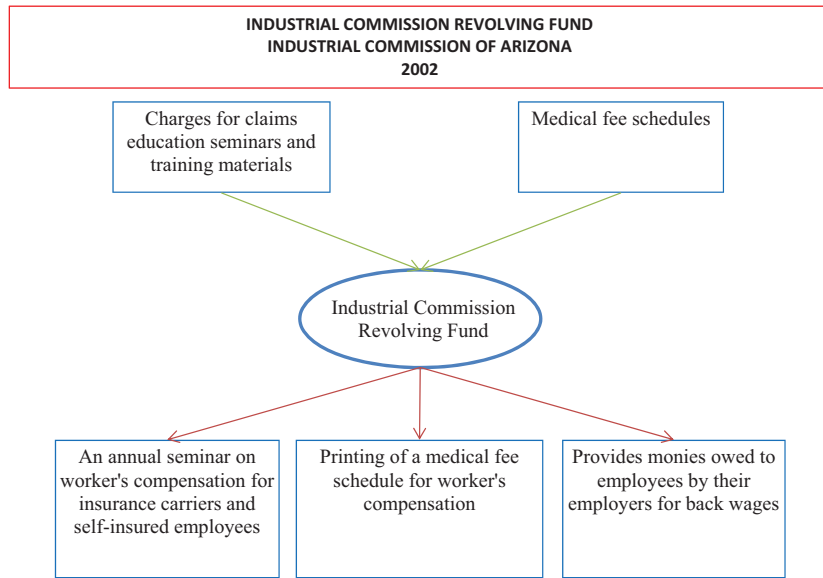 INDUSTRIAL COMMISSION REVOLVING FUND
INDUSTRIAL COMMISSION OF ARIZONA
2002
Charges for claims
education seminars and
training materials
Medical fee schedules
Industrial Commission
Revolving Fund
An annual seminar on
worker's compensation for
insurance carriers and
self-insured employees
Printing of a medical fee
schedule for worker's
compensation
Provides monies owed to
employees by their
employers for back wages